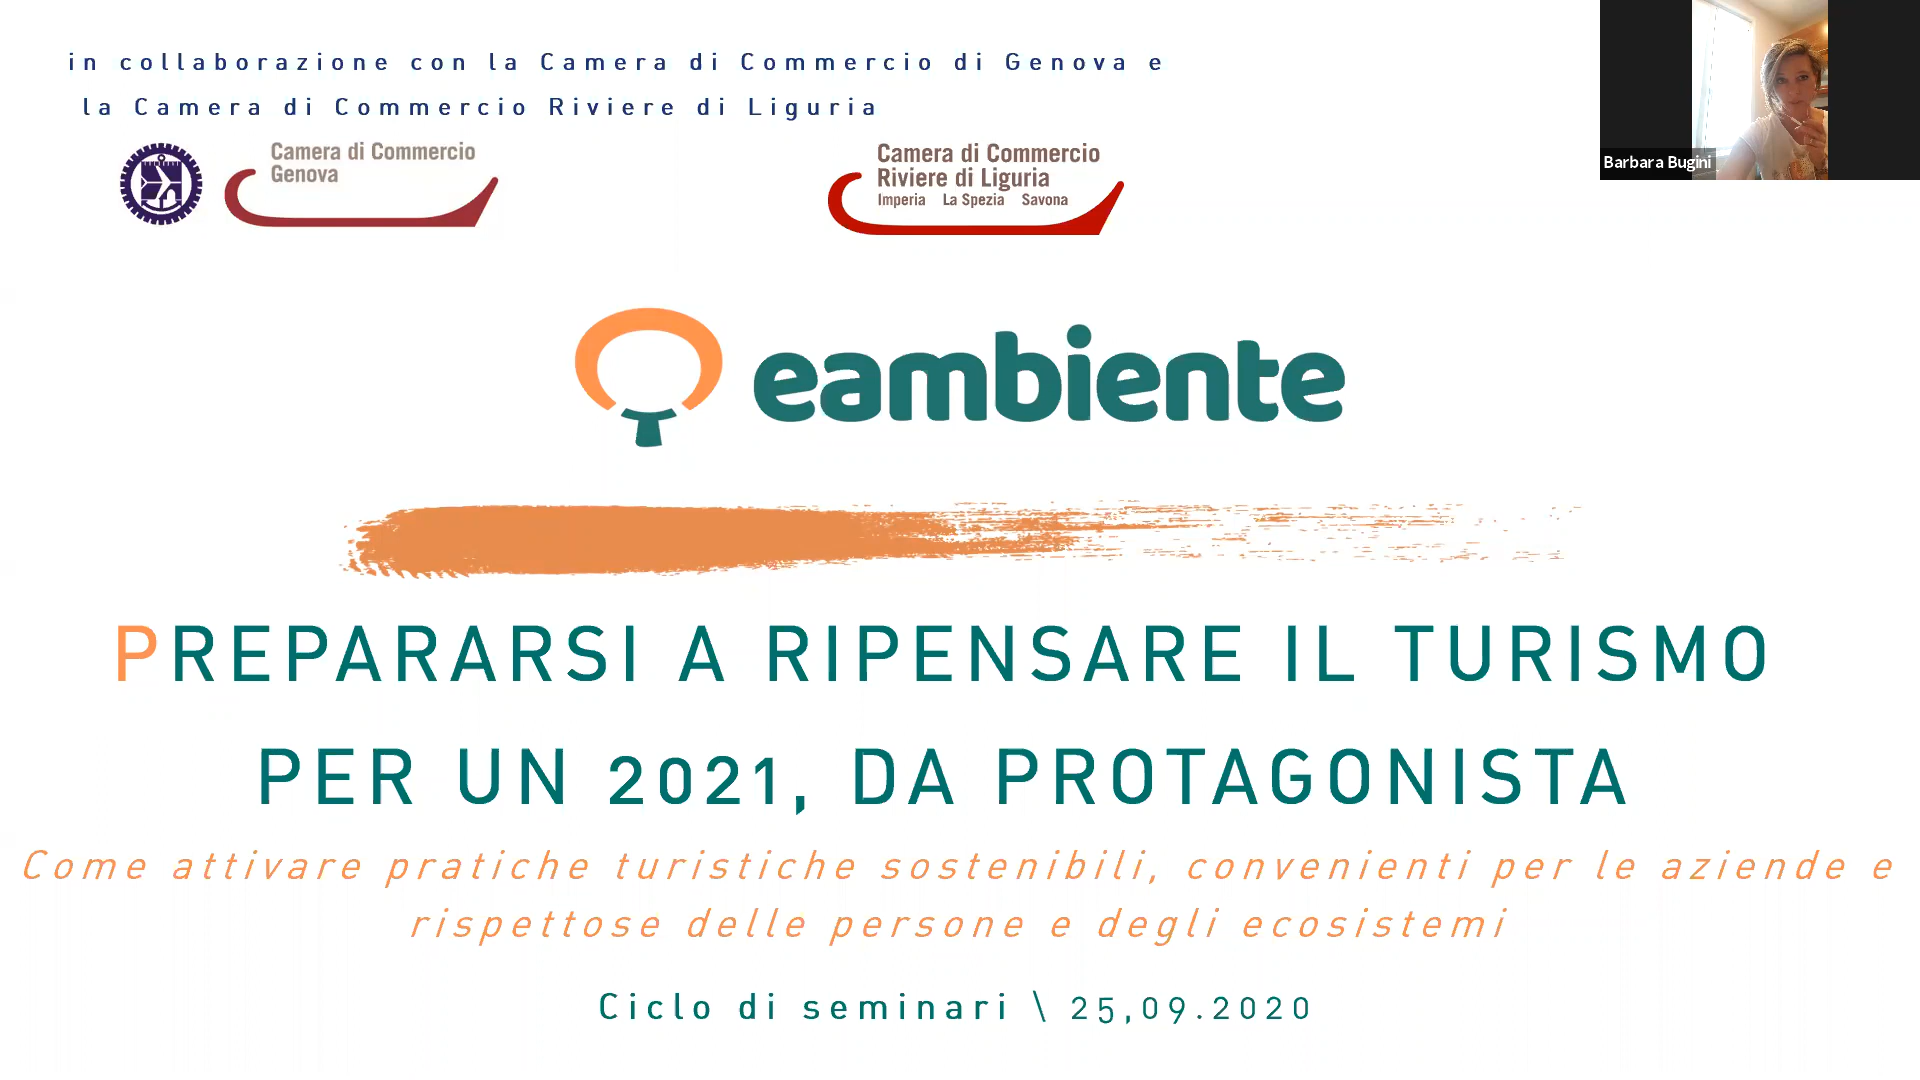 in collaborazione con la Camera di Commercio di Genova e
la Camera di Commercio Riviere di Liguria
Camera di Commercio
Genova
Camera di Commercio
Riviere di Liguria
Imperia La Spezia Savona
Barbara Bugini
eambiente
PREPARARSI A RIPENSARE IL TURISMO
PER UN 2021, DA PROTAGONISTA
Come attivare pratiche turistiche sostenibili, convenienti per le aziende e
rispettose delle persone e degli ecosistemi
Ciclo di seminari \ 25,09.2020